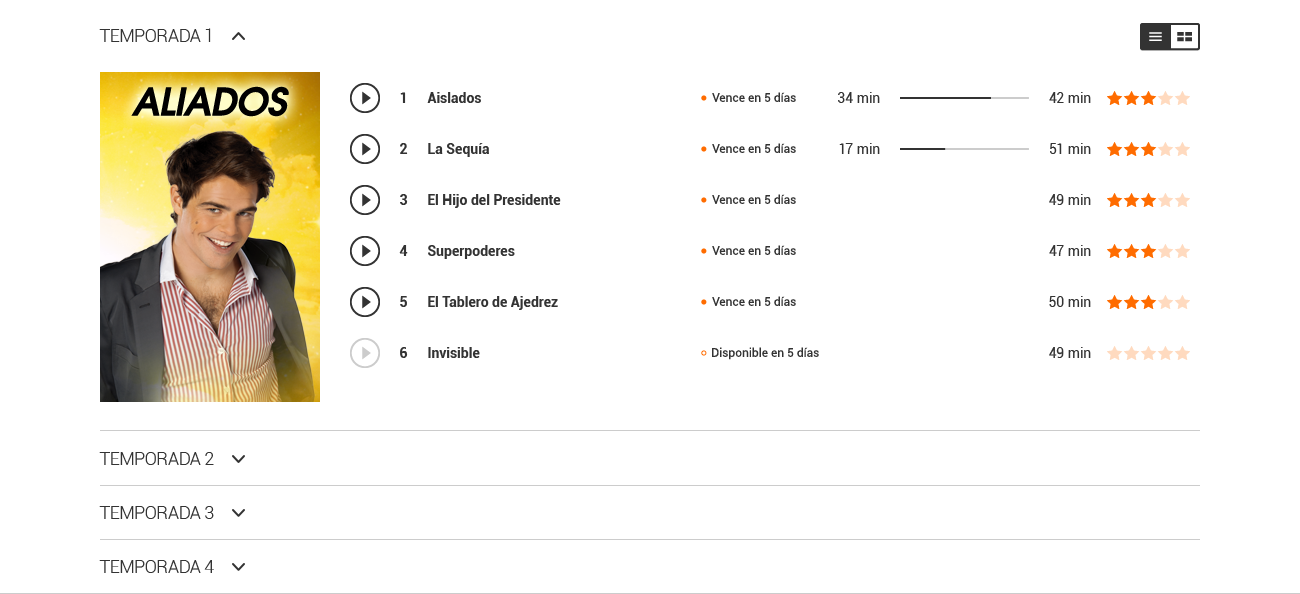 TEMPORADA 1
ALIADOS
1 Aislados Vence en 5 días 34 min 42 min
2 La Sequía Vence en 5 días 17 min 51 min
3 El Hijo del Presidente Vence en 5 días 49 min
4 Superpoderes Vence en 5 días 47 min
5 El Tablero de Ajedrez Vence en 5 días 50 min
6 Invisible Disponible en 5 días 49 min
TEMPORADA 2
TEMPORADA 3
TEMPORADA 4